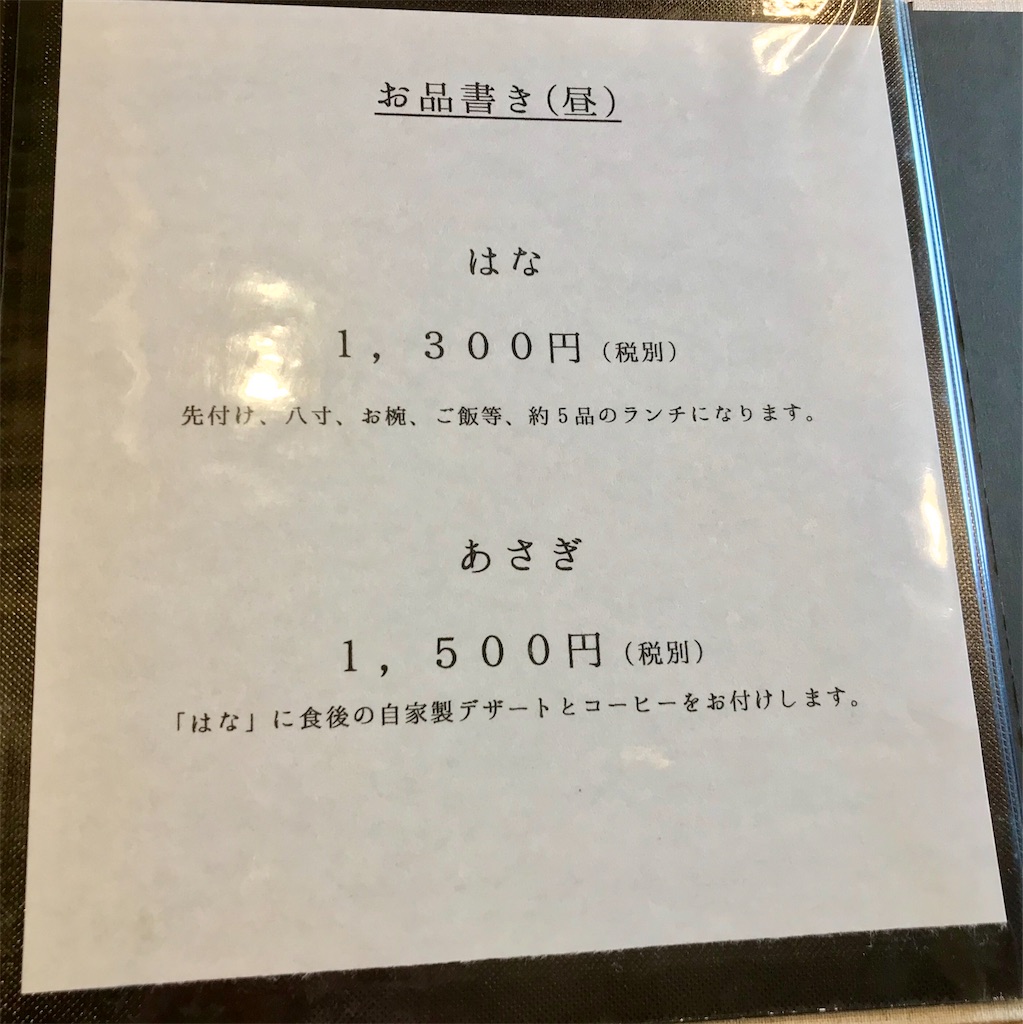 お品書き(昼)
はな
１，３００円（税別）
先付け、八寸、お椀、ご飯等、約５品のランチになります。
あさぎ
１，５００円（税別）
「はな」に食後の自家製デザートとコーヒーをお付けします。